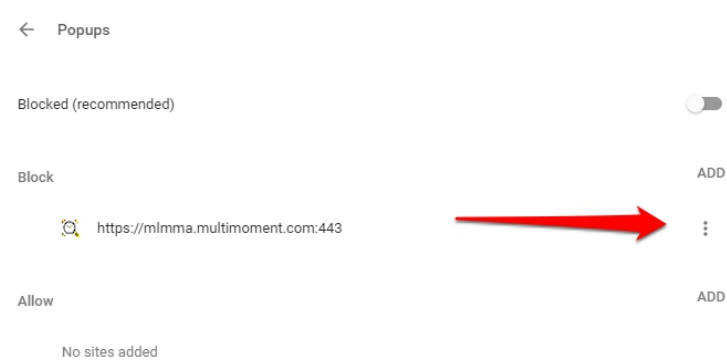 Popups
Blocked (recommended)
Block
ADD
https://mlmma.multimoment.com:443
Allow
ADD
No sites added